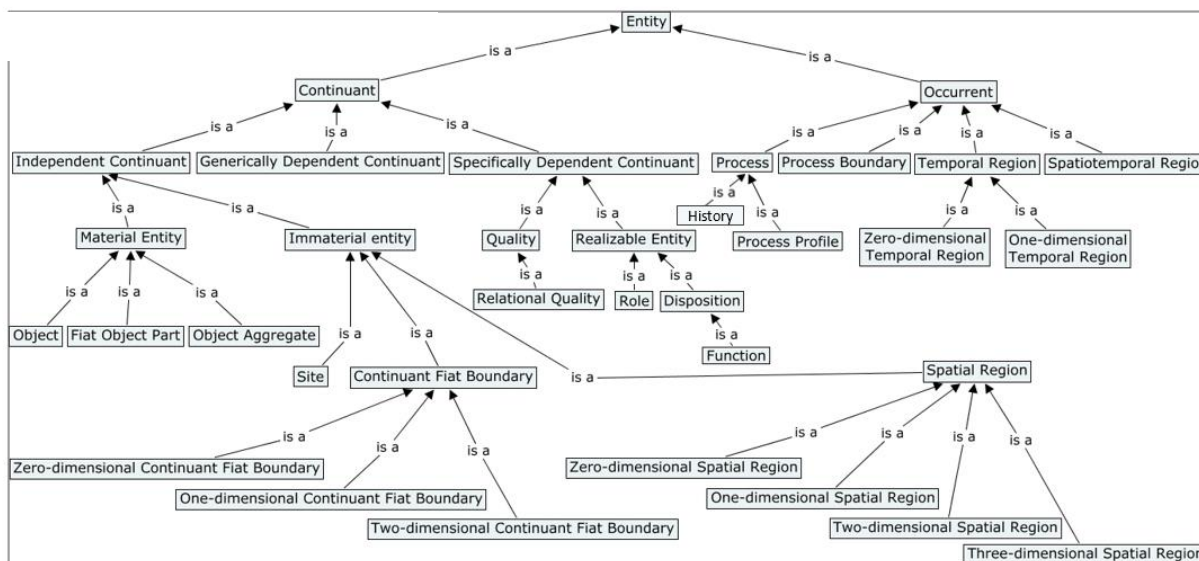 Entity
is a
is a
Continuant
Occurrent
is a
is a
is a
is a
is a
is a
is a
Independent Continuant
Generically Dependent Continuant
Specifically Dependent Continuant
Process
Process Boundary
Temporal Region
Spatiotemporal Region
is a
is a
is a
is a
is a
is a
is a
is a
History
Material Entity
Immaterial entity
Quality
Realizable Entity
Process Profile
Zero-dimensional
Temporal Region
One-dimensional
Temporal Region
is a
is a
is a
is a
is a
is a
Relational Quality
Role
Disposition
Object
Fiat Object Part
Object Aggregate
is a
is a
is a
Function
Site
Continuant Fiat Boundary
is a
Spatial Region
is a
is a
is a
is a
is a
is a
is a
Zero-dimensional Continuant Fiat Boundary
Zero-dimensional Spatial Region
One-dimensional Continuant Fiat Boundary
One-dimensional Spatial Region
Two-dimensional Continuant Fiat Boundary
Two-dimensional Spatial Region
Three-dimensional Spatial Region